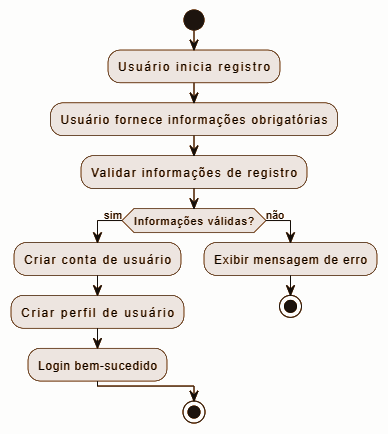 Usuário inicia registro
Usuário fornece informações obrigatórias
Validar informações de registro
sim
Informações válidas?
não
Criar conta de usuário
Exibir mensagem de erro
Criar perfil de usuário
Login bem-sucedido